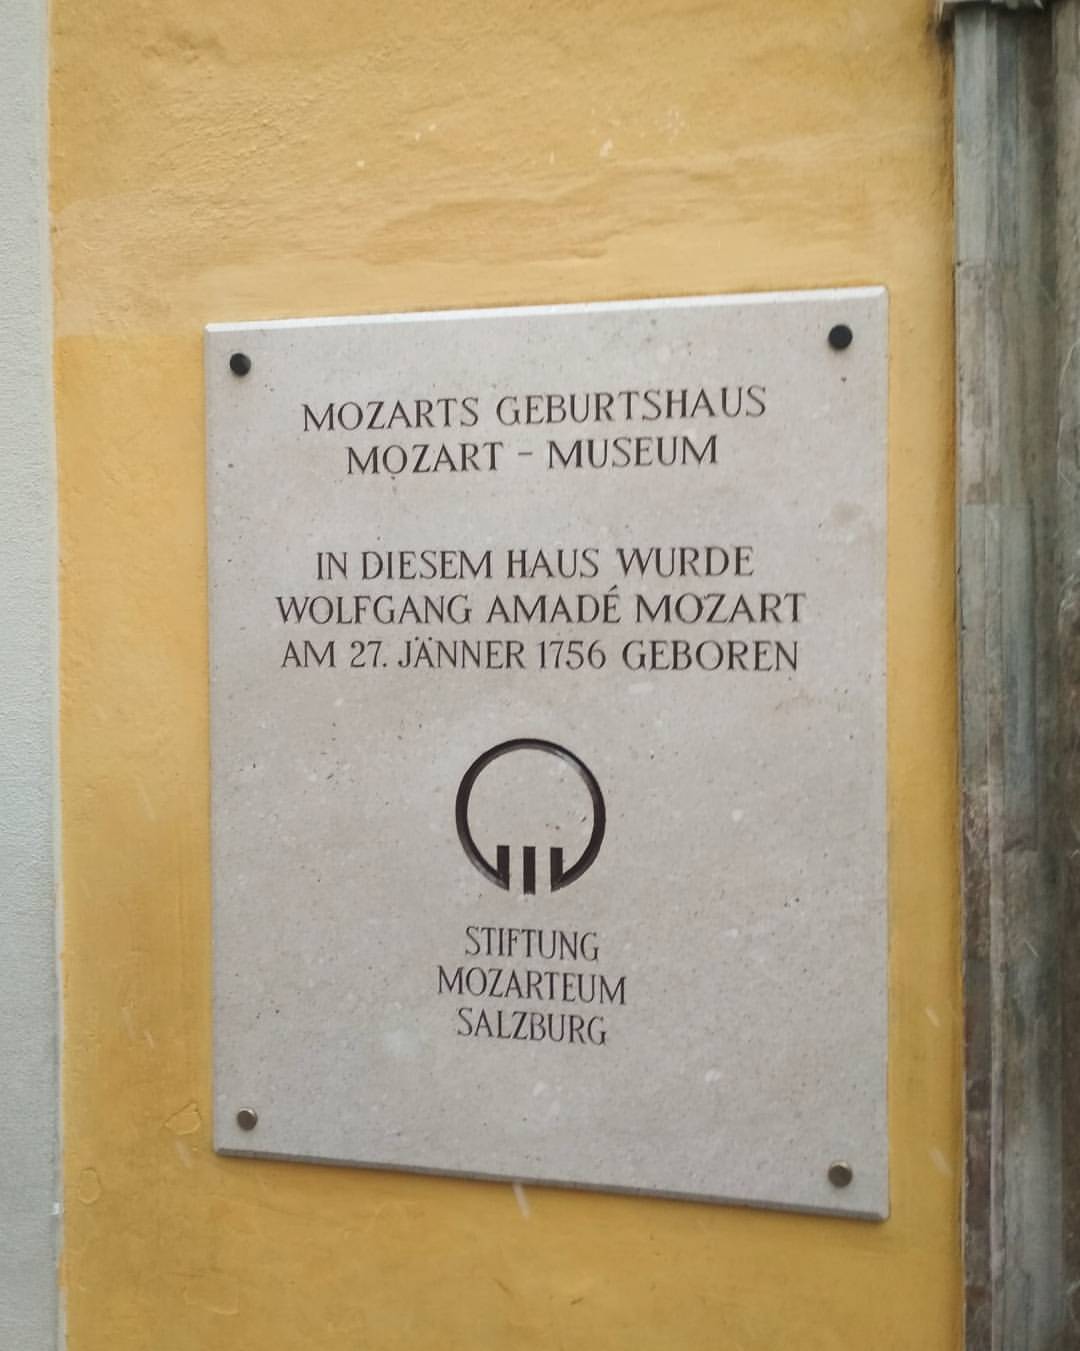 MOZARTS GEBURTSHAUS
MOZART - MUSEUM
IN DIESEM HAUS WURDE
WOLFGANG AMADÉ MOZART
AM 27. JÄNNER 1756 GEBOREN
STIFTUNG
MOZARTEUM
SALZBURG